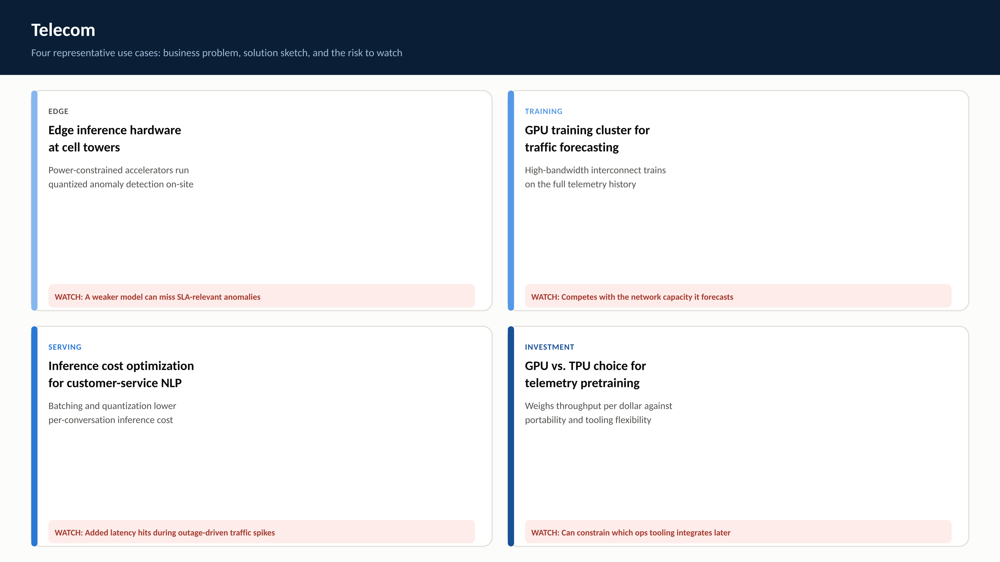 Telecom
Four representative use cases: business problem, solution sketch, and the risk to watch
EDGE
Edge inference hardware
at cell towers
Power-constrained accelerators run
quantized anomaly detection on-site
WATCH: A weaker model can miss SLA-relevant anomalies
TRAINING
GPU training cluster for
traffic forecasting
High-bandwidth interconnect trains
on the full telemetry history
WATCH: Competes with the network capacity it forecasts
SERVING
Inference cost optimization
for customer-service NLP
Batching and quantization lower
per-conversation inference cost
WATCH: Added latency hits during outage-driven traffic spikes
INVESTMENT
GPU vs. TPU choice for
telemetry pretraining
Weighs throughput per dollar against
portability and tooling flexibility
WATCH: Can constrain which ops tooling integrates later